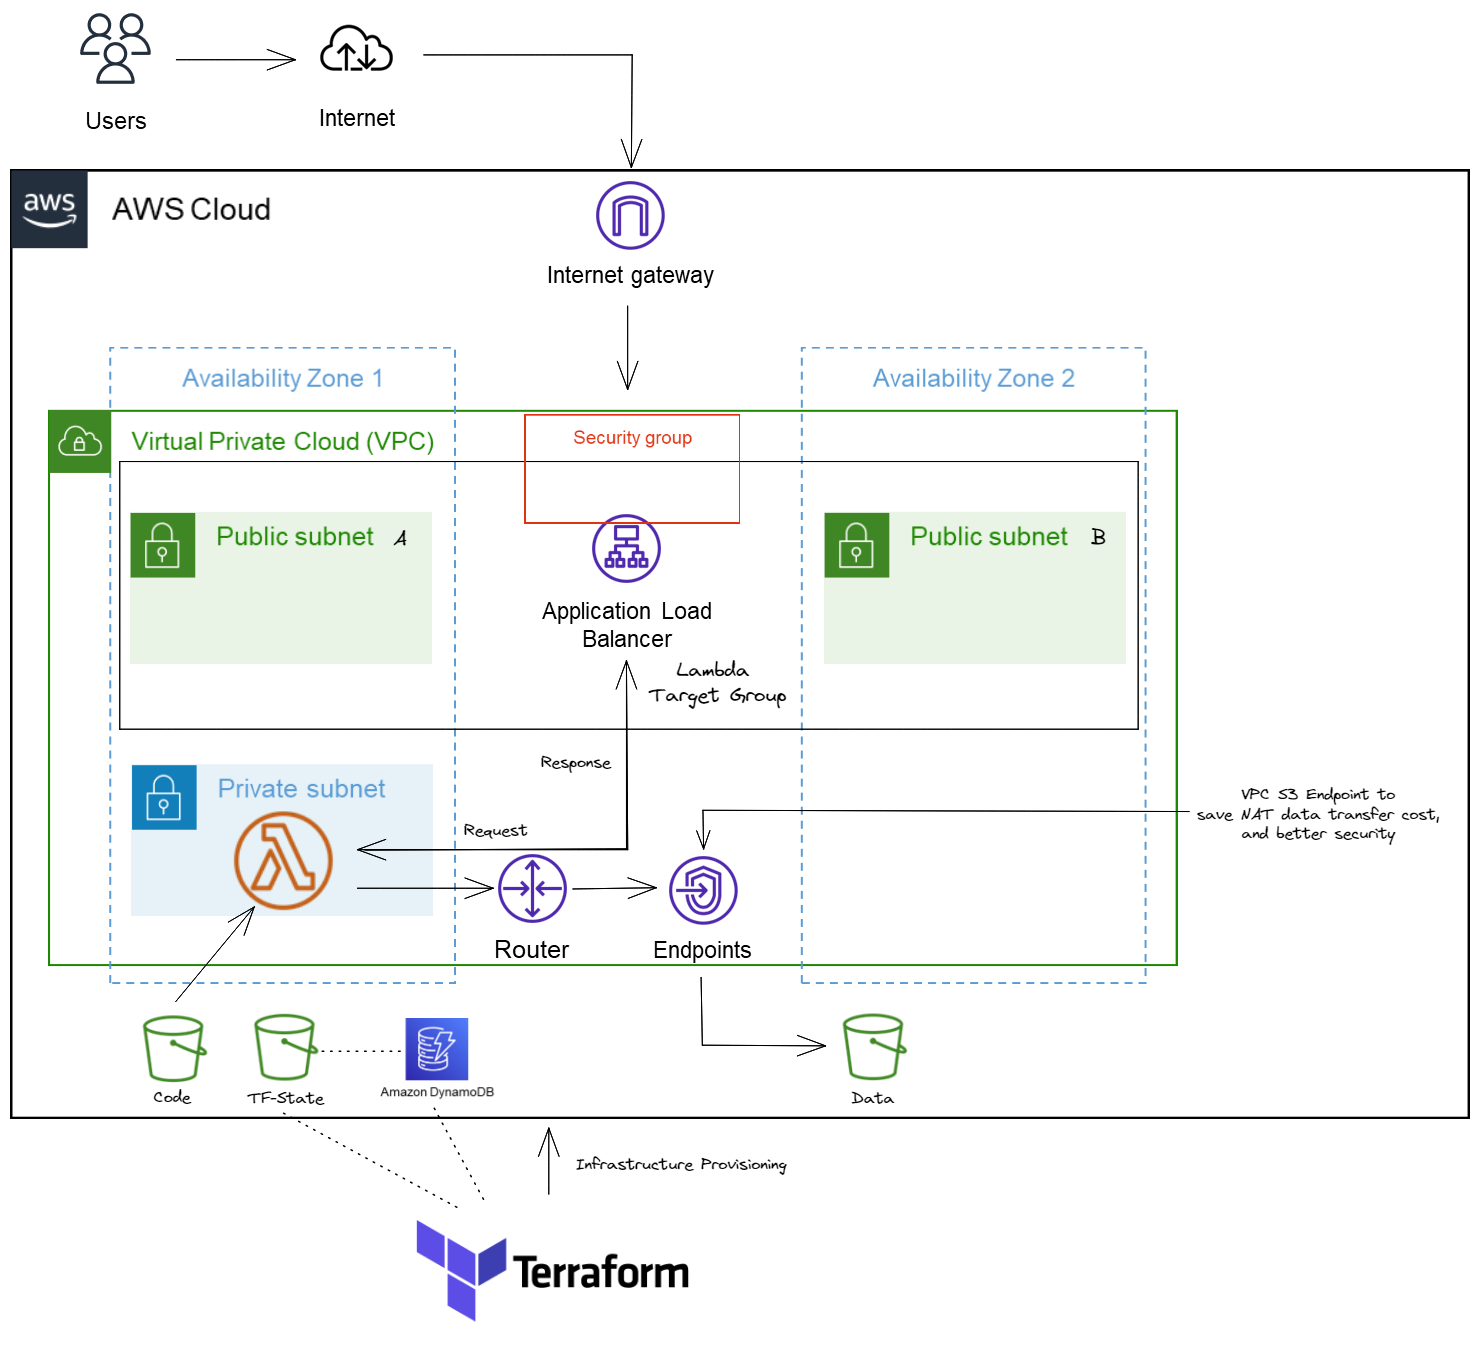 Users
Internet
aws
AWS Cloud
Internet gateway
Availability Zone 1
Availability Zone 2
Virtual Private Cloud (VPC)
Security group
Public subnet A
Public subnet B
Application Load
Balancer
Lambda
Target Group
Response
Private subnet
Request
VPC S3 Endpoint to
save NAT data transfer cost,
and better security
Router
Endpoints
Code
TF-State
Amazon DynamoDB
Data
Infrastructure Provisioning
Terraform